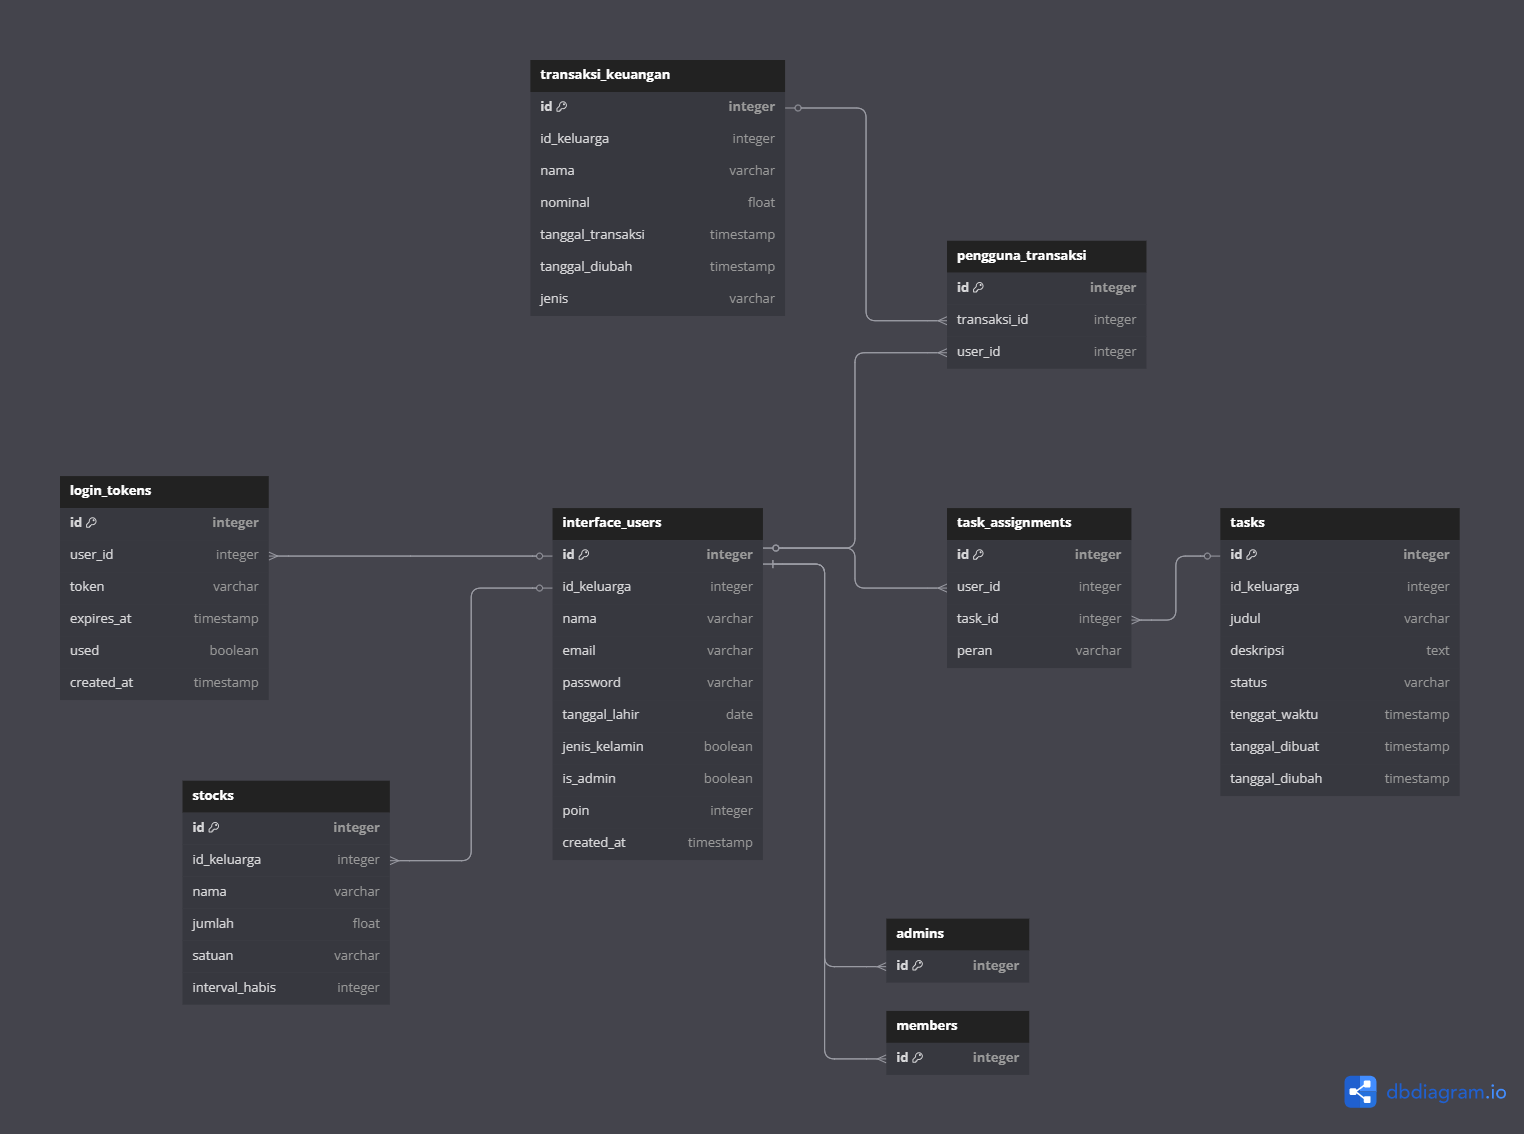 transaksi_keuangan
id integer
id_keluarga integer
nama varchar
nominal float
tanggal_transaksi timestamp
tanggal_diubah timestamp
jenis varchar
pengguna_transaksi
id integer
transaksi_id integer
user_id integer
login_tokens
id integer
user_id integer
token varchar
expires_at timestamp
used boolean
created_at timestamp
interface_users
id integer
id_keluarga integer
nama varchar
email varchar
password varchar
tanggal_lahir date
jenis_kelamin boolean
is_admin boolean
poin integer
created_at timestamp
task_assignments
id integer
user_id integer
task_id integer
peran varchar
tasks
id integer
id_keluarga integer
judul varchar
deskripsi text
status varchar
tenggat_waktu timestamp
tanggal_dibuat timestamp
tanggal_diubah timestamp
stocks
id integer
id_keluarga integer
nama varchar
jumlah float
satuan varchar
interval_habis integer
admins
id integer
members
id integer
dbdiagram.io